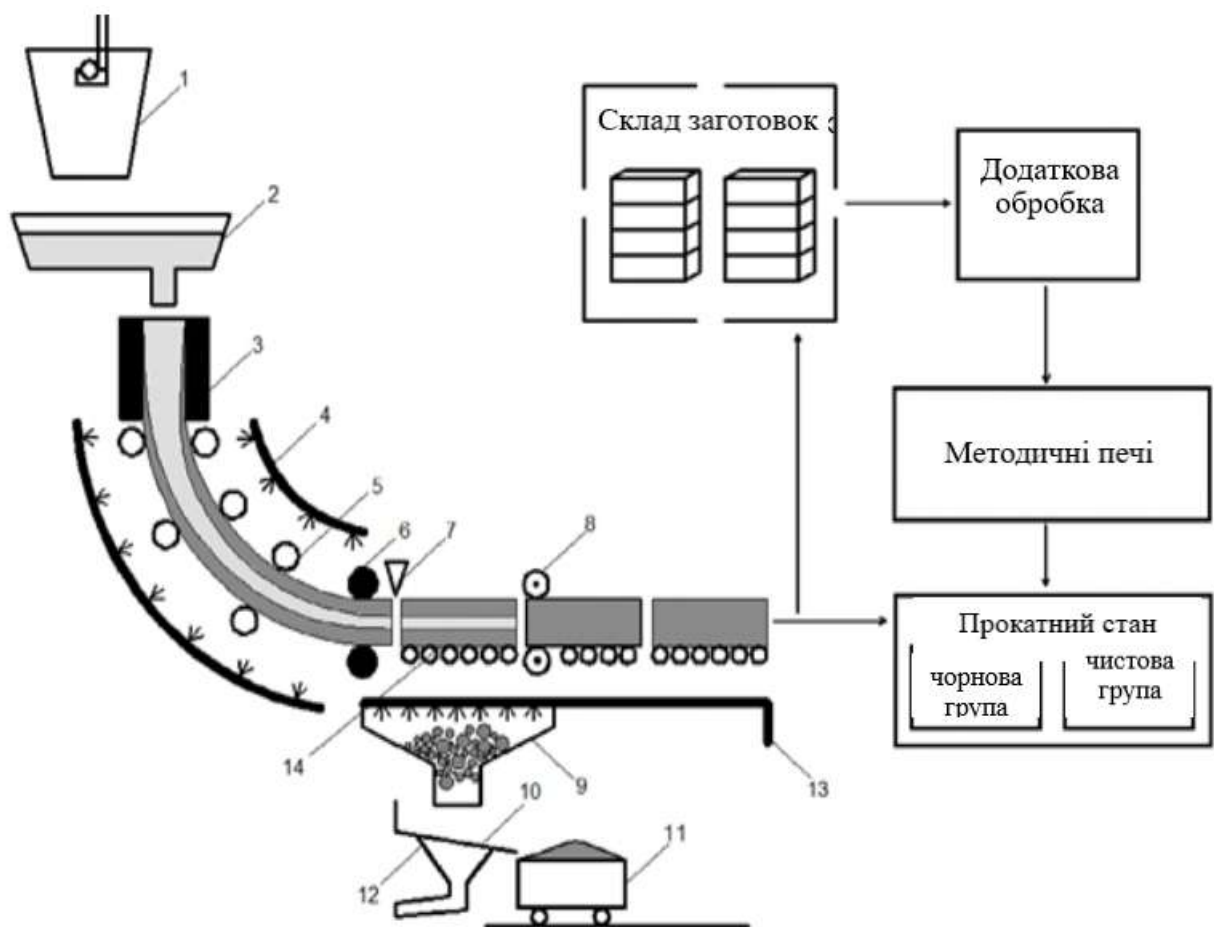 1
2
3
4
5
6
7
8
9
10
11
12
13
14
Склад заготовок
Додаткова
обробка
Методичні печі
Прокатний стан
чорнова
група
чистова
група